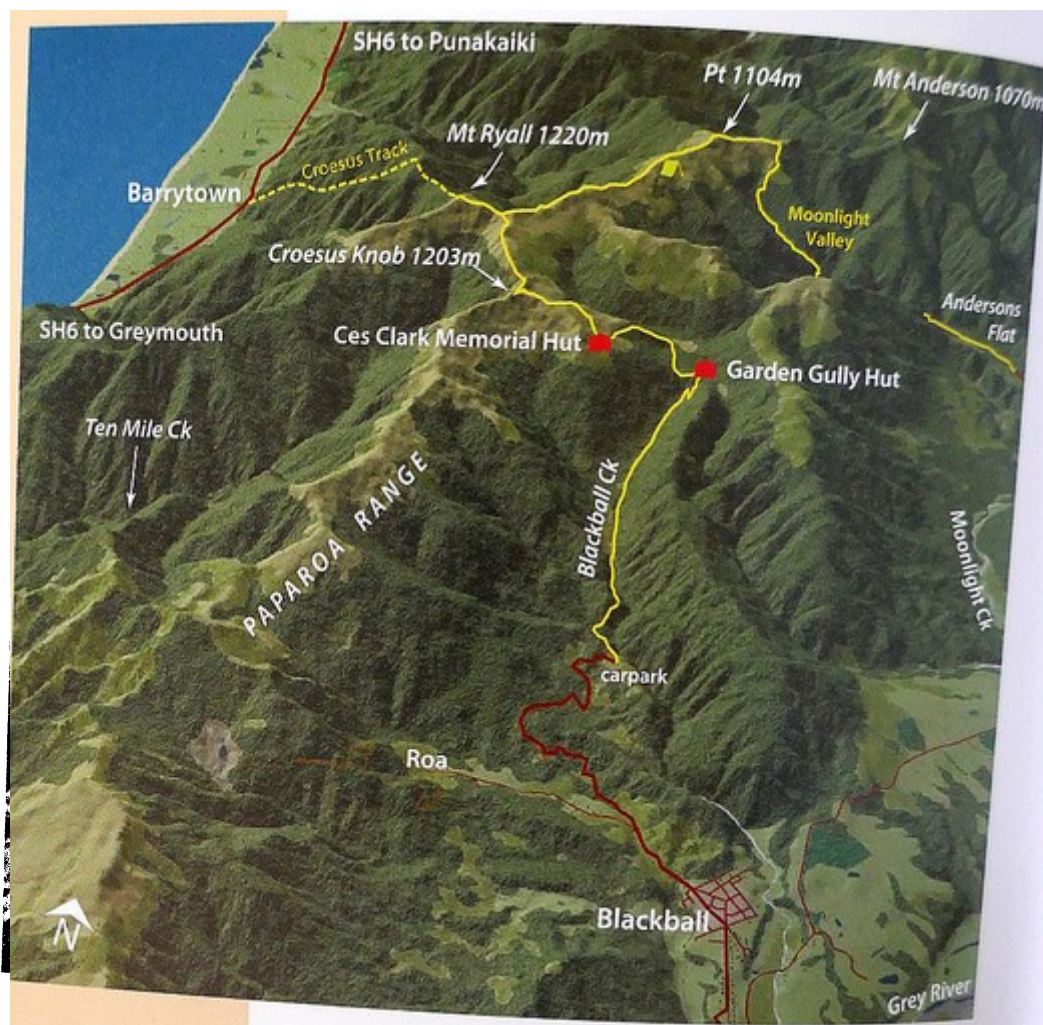 SH6 to Punakaiki
Pt 1104m
Mt Anderson 1070m
Mt Ryall 1220m
Croesus Track
Barrytown
Moonlight
Valley
Croesus Knob 1203m
Andersons
Flat
SH6 to Greymouth
Ces Clark Memorial Hut
Garden Gully Hut
Ten Mile Ck
PAPAROA RANGE
Blackball Ck
Moonlight Ck
carpark
Roa
Blackball
N
Grey River